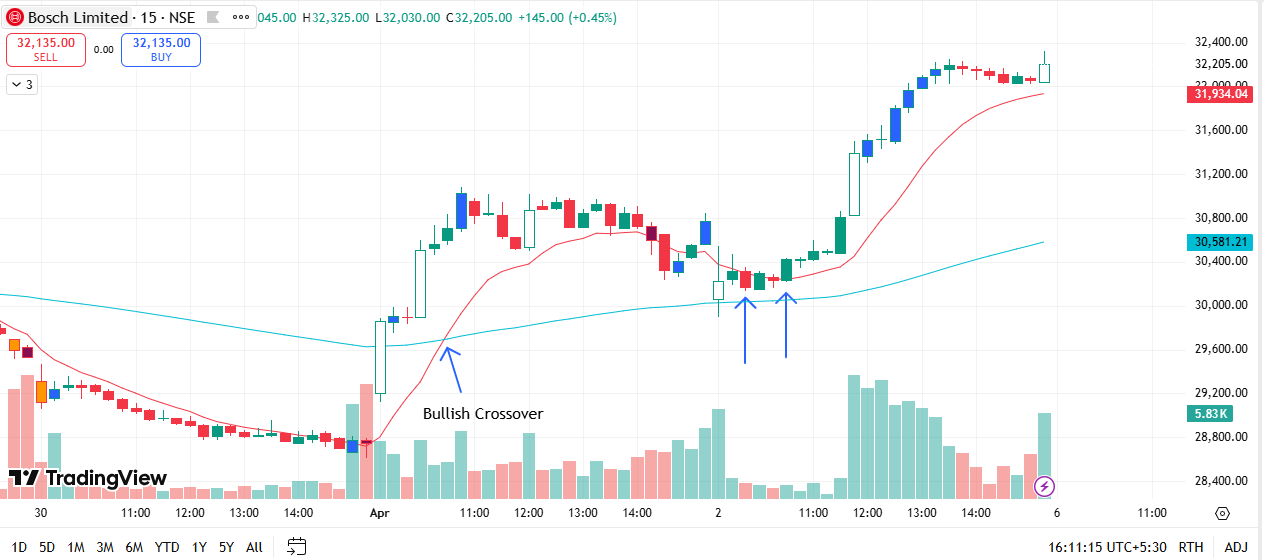 Bosch Limited · 15 · NSE ••• 045.00 H32,325.00 L32,030.00 C32,205.00 +145.00 (+0.45%)
32,135.00 SELL 0.00 32,135.00 BUY
3
32,400.00
32,205.00
32,000.00
31,934.04
31,600.00
31,200.00
30,800.00
30,581.21
30,400.00
30,000.00
29,600.00
29,200.00
5.83K
28,800.00
28,400.00
Bullish Crossover
TradingView
30 11:00 12:00 13:00 14:00 Apr 11:00 12:00 13:00 14:00 2 11:00 12:00 13:00 14:00 6 11:00
1D 5D 1M 3M 6M YTD 1Y 5Y All 16:11:15 UTC+5:30 RTH ADJ